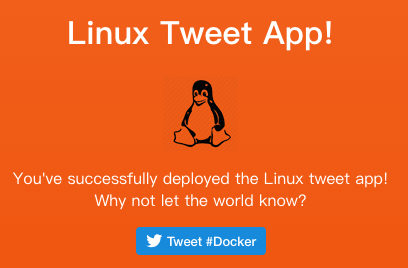 Linux Tweet App!
You've successfully deployed the Linux tweet app!
Why not let the world know?
Tweet #Docker